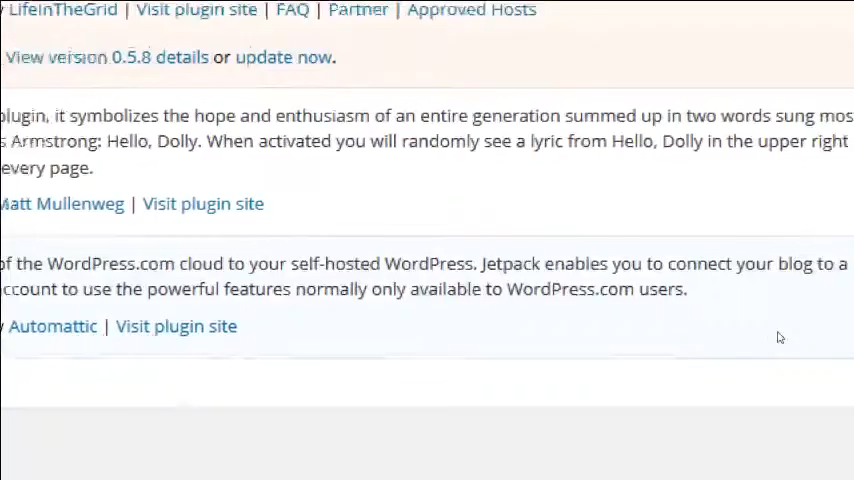 LifeInTheGrid | Visit plugin site | FAQ | Partner | Approved Hosts
View version 0.5.8 details or update now.
plugin, it symbolizes the hope and enthusiasm of an entire generation summed up in two words sung mos
s Armstrong: Hello, Dolly. When activated you will randomly see a lyric from Hello, Dolly in the upper right
every page.
Matt Mullenweg | Visit plugin site
of the WordPress.com cloud to your self-hosted WordPress. Jetpack enables you to connect your blog to a
ccount to use the powerful features normally only available to WordPress.com users.
Automattic | Visit plugin site